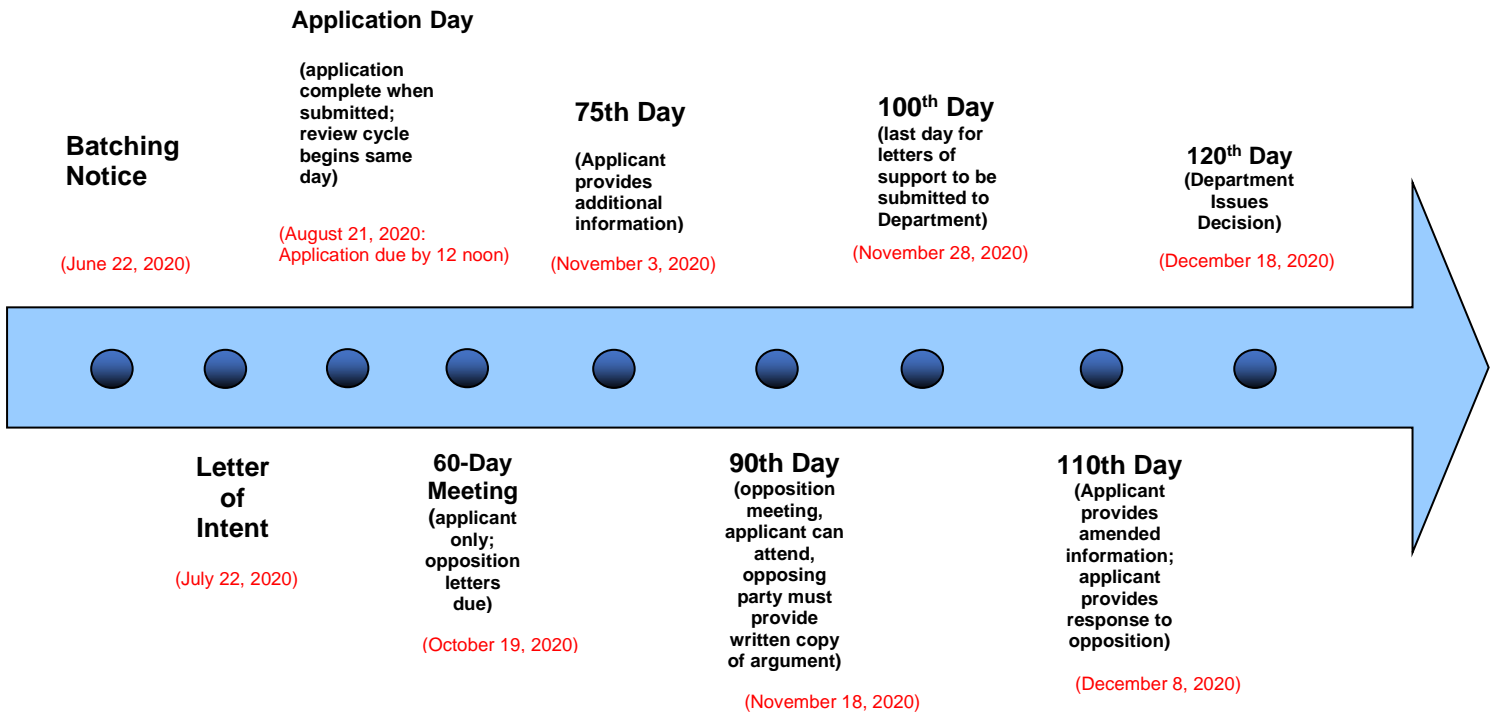 Batching
Notice
(June 22, 2020)
Letter
of
Intent
(July 22, 2020)
Application Day
(application
complete when
submitted;
review cycle
begins same
day)
(August 21, 2020:
Application due by 12 noon)
60-Day
Meeting
(applicant
only;
opposition
letters
due)
(October 19, 2020)
75th Day
(Applicant
provides
additional
information)
(November 3, 2020)
90th Day
(opposition
meeting,
applicant can
attend,
opposing
party must
provide
written copy
of argument)
(November 18, 2020)
100th Day
(last day for
letters of
support to be
submitted to
Department)
(November 28, 2020)
110th Day
(Applicant
provides
amended
information;
applicant
provides
response to
opposition)
(December 8, 2020)
120th Day
(Department
Issues
Decision)
(December 18, 2020)